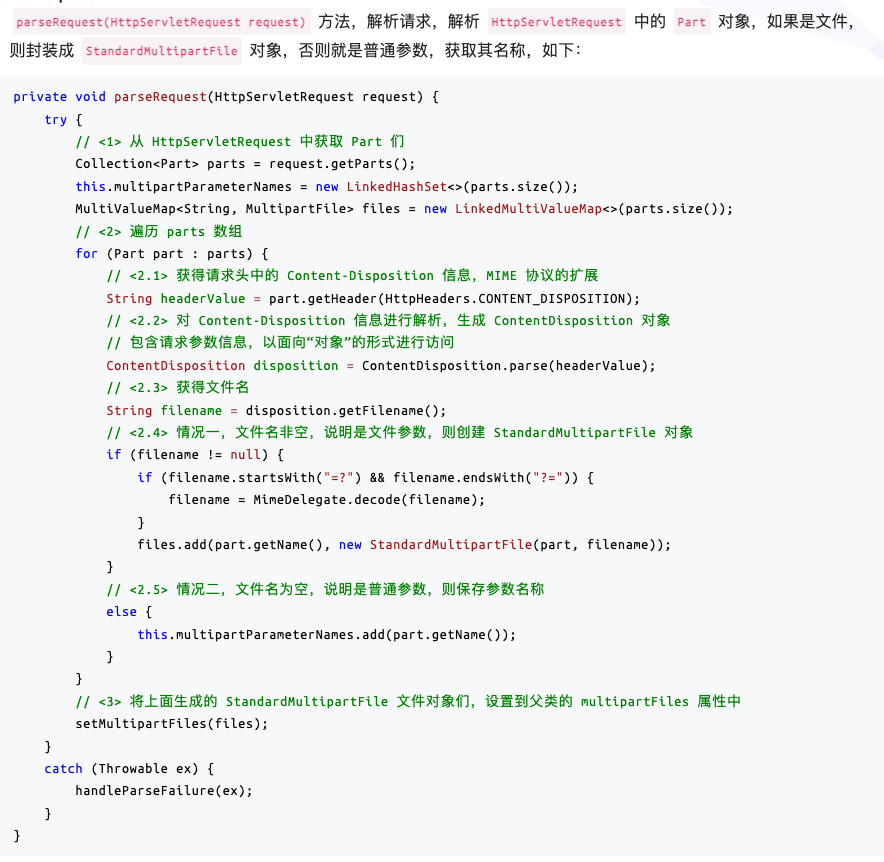 parseRequest(HttpServletRequest request) 方法，解析请求，解析 HttpServletRequest 中的 Part 对象，如果是文件，
则封装成 StandardMultipartFile 对象，否则就是普通参数，获取其名称，如下：
private void parseRequest(HttpServletRequest request) {
    try {
        // <1> 从 HttpServletRequest 中获取 Part 们
        Collection<Part> parts = request.getParts();
        this.multipartParameterNames = new LinkedHashSet<>(parts.size());
        MultiValueMap<String, MultipartFile> files = new LinkedMultiValueMap<>(parts.size());
        // <2> 遍历 parts 数组
        for (Part part : parts) {
            // <2.1> 获得请求头中的 Content-Disposition 信息，MIME 协议的扩展
            String headerValue = part.getHeader(HttpHeaders.CONTENT_DISPOSITION);
            // <2.2> 对 Content-Disposition 信息进行解析，生成 ContentDisposition 对象
            // 包含请求参数信息，以面向“对象”的形式进行访问
            ContentDisposition disposition = ContentDisposition.parse(headerValue);
            // <2.3> 获得文件名
            String filename = disposition.getFilename();
            // <2.4> 情况一，文件名非空，说明是文件参数，则创建 StandardMultipartFile 对象
            if (filename != null) {
                if (filename.startsWith("=?") && filename.endsWith("?=")) {
                    filename = MimeDelegate.decode(filename);
                }
                files.add(part.getName(), new StandardMultipartFile(part, filename));
            }
            // <2.5> 情况二，文件名为空，说明是普通参数，则保存参数名称
            else {
                this.multipartParameterNames.add(part.getName());
            }
        }
        // <3> 将上面生成的 StandardMultipartFile 文件对象们，设置到父类的 multipartFiles 属性中
        setMultipartFiles(files);
    }
    catch (Throwable ex) {
        handleParseFailure(ex);
    }
}